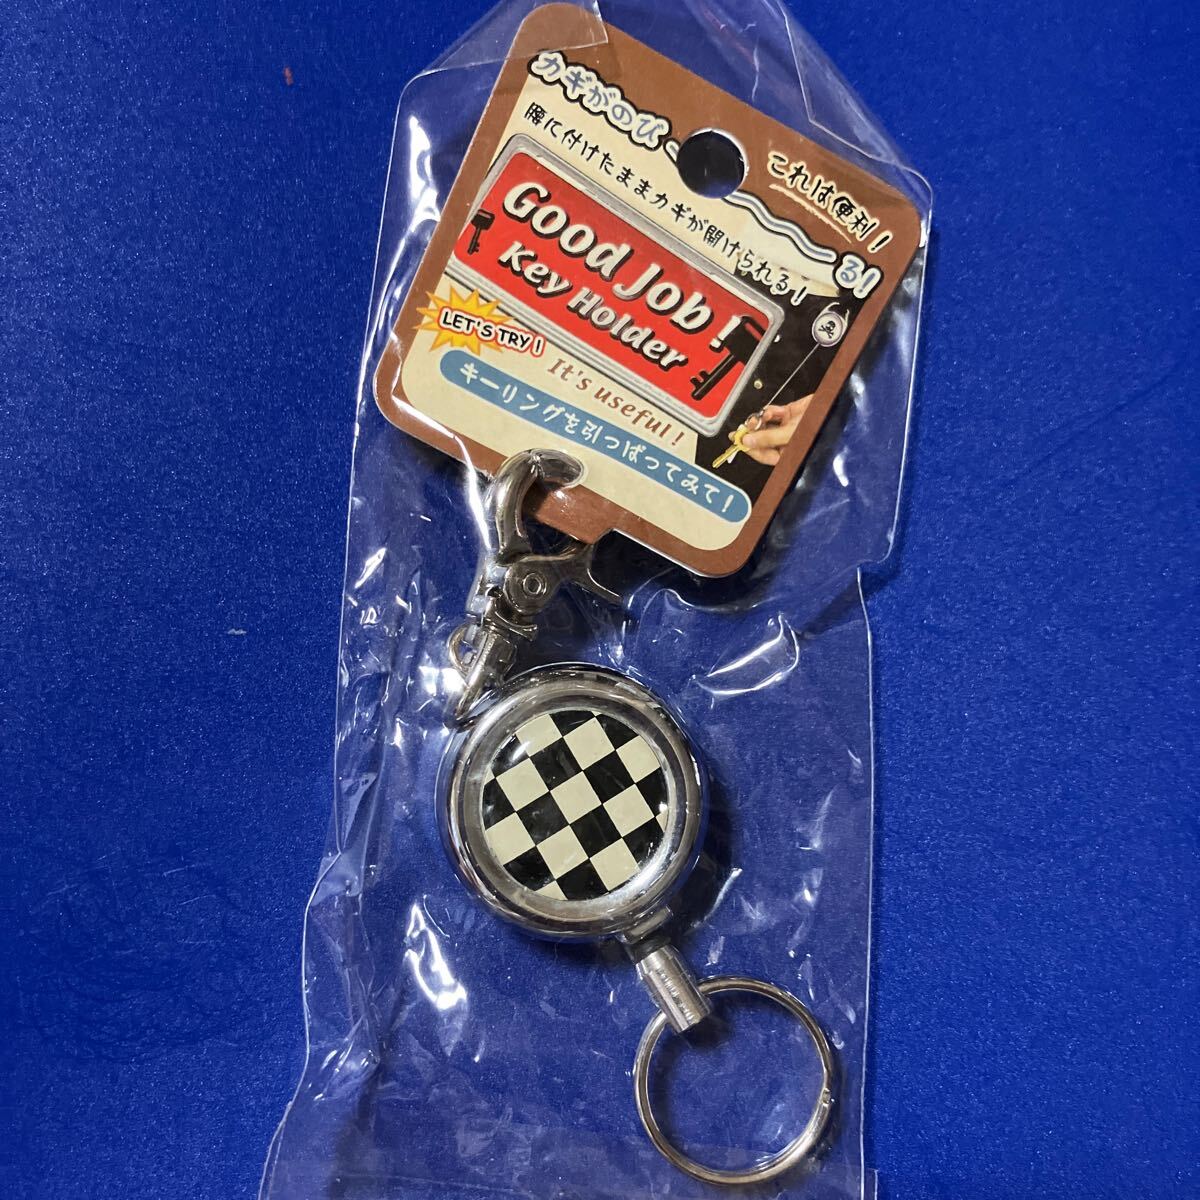 カギがのび〜る!
これは便利!
腰に付けたままカギが開けられる!
Good Job!
Key Holder
LET'S TRY!
It's useful!
キーリングを引っぱってみて!